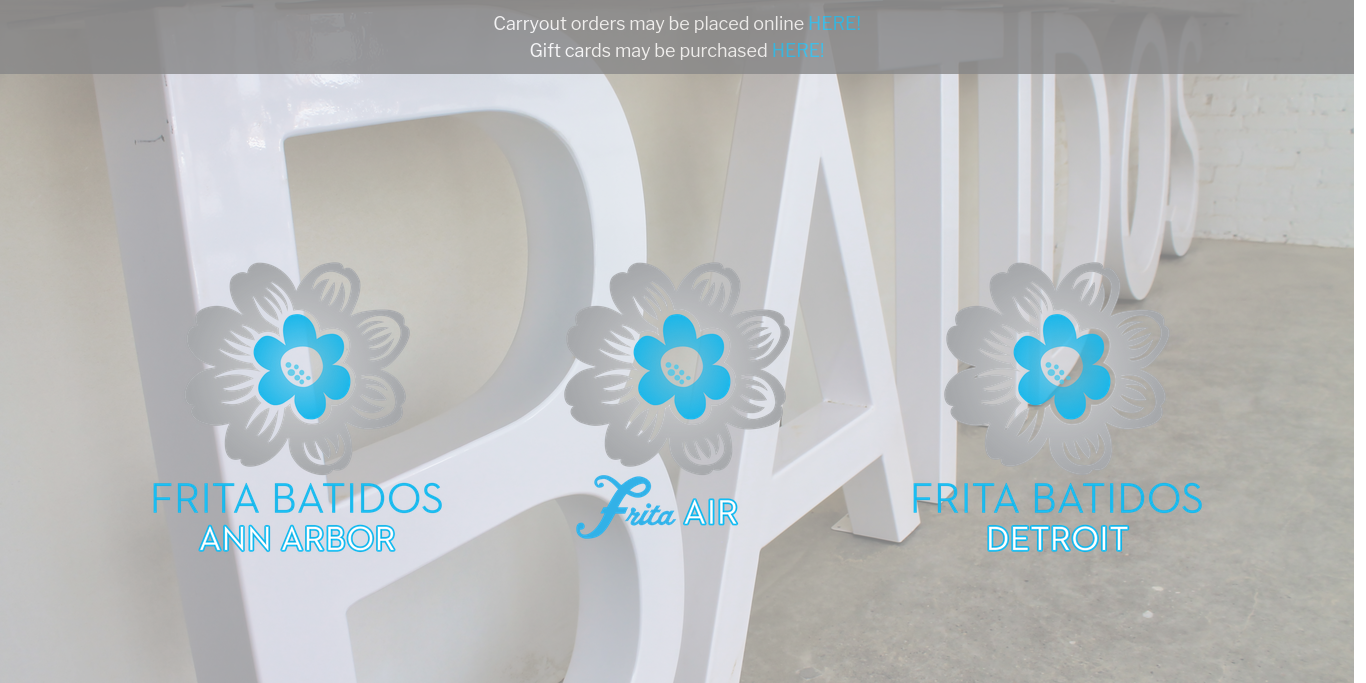 Carryout orders may be placed online HERE!
Gift cards may be purchased HERE!
BATIDOS
FRITA BATIDOS
ANN ARBOR
Frita AIR
FRITA BATIDOS
DETROIT